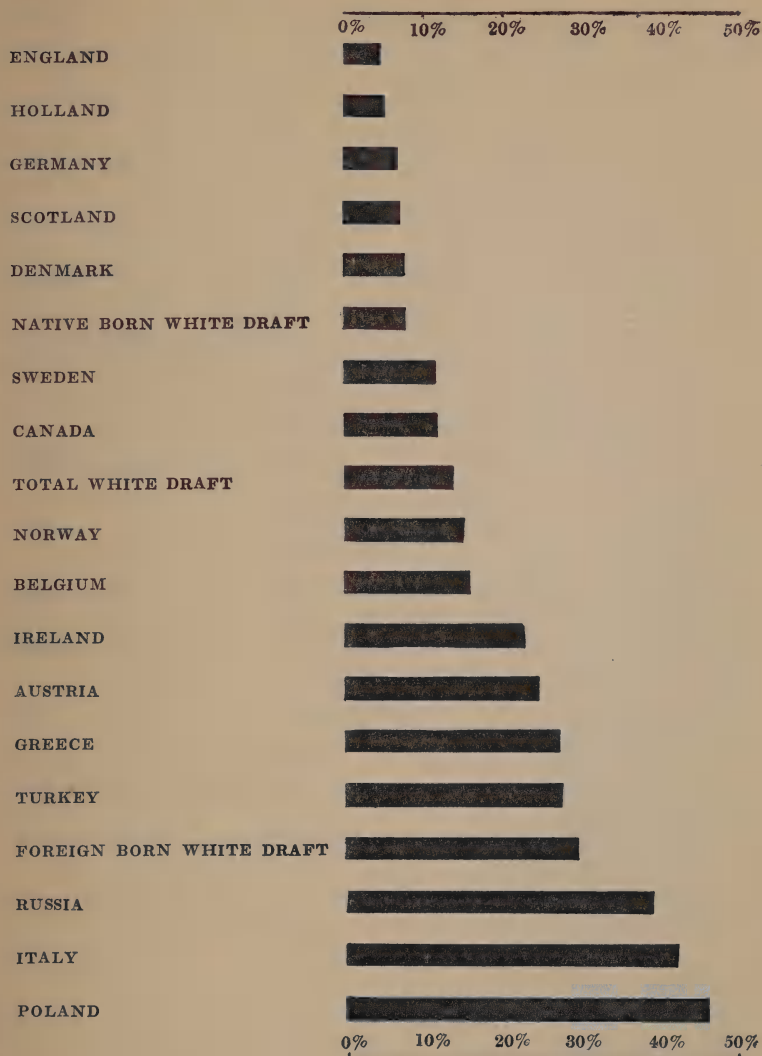 0% 10% 20% 30% 40% 50%
ENGLAND
HOLLAND
GERMANY
SCOTLAND
DENMARK
NATIVE BORN WHITE DRAFT
SWEDEN
CANADA
TOTAL WHITE DRAFT
NORWAY
BELGIUM
IRELAND
AUSTRIA
GREECE
TURKEY
FOREIGN BORN WHITE DRAFT
RUSSIA
ITALY
POLAND
0% 10% 20% 30% 40% 50%